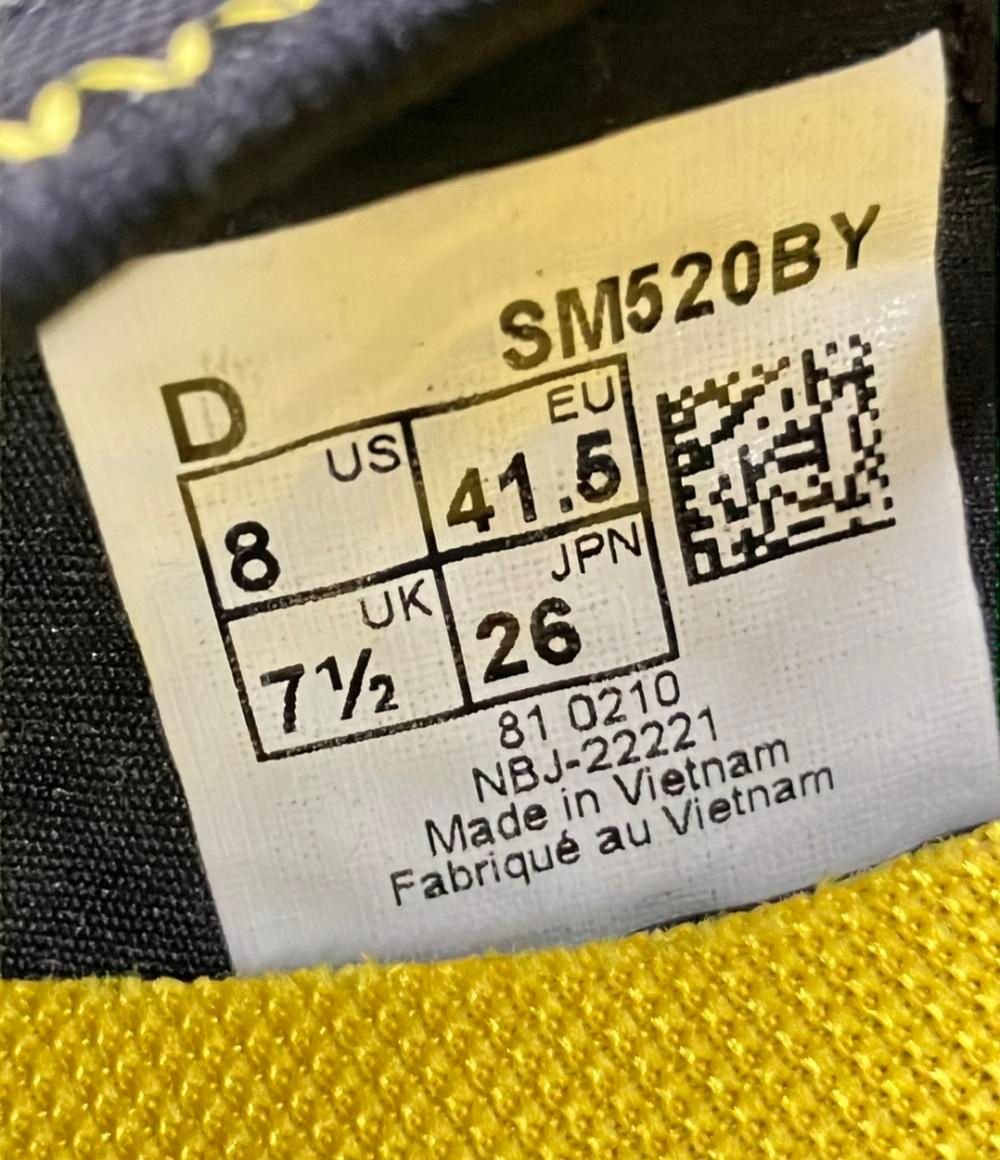 SM520BY
D
US EU
8 41.5
UK JPN
7½ 26
81 0210
NBJ-22221
Made in Vietnam
Fabriqué au Vietnam